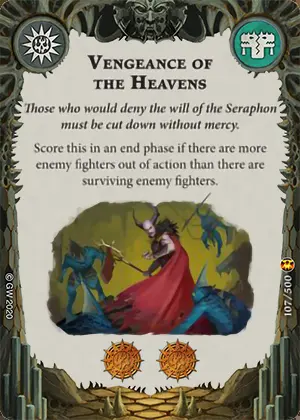 VENGEANCE OF
THE HEAVENS
Those who would deny the will of the Seraphon
must be cut down without mercy.
Score this in an end phase if there are more
enemy fighters out of action than there are
surviving enemy fighters.
© GW 2020
107/500